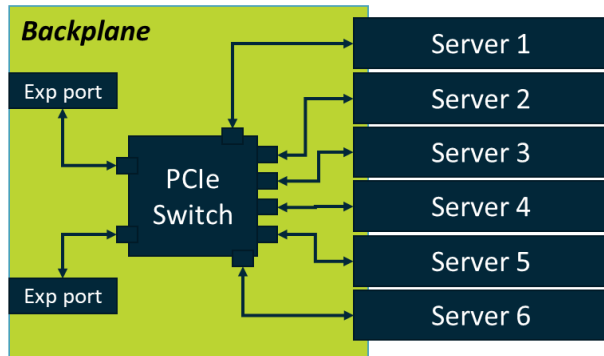 Backplane
Exp port
PCIe
Switch
Exp port
Server 1
Server 2
Server 3
Server 4
Server 5
Server 6